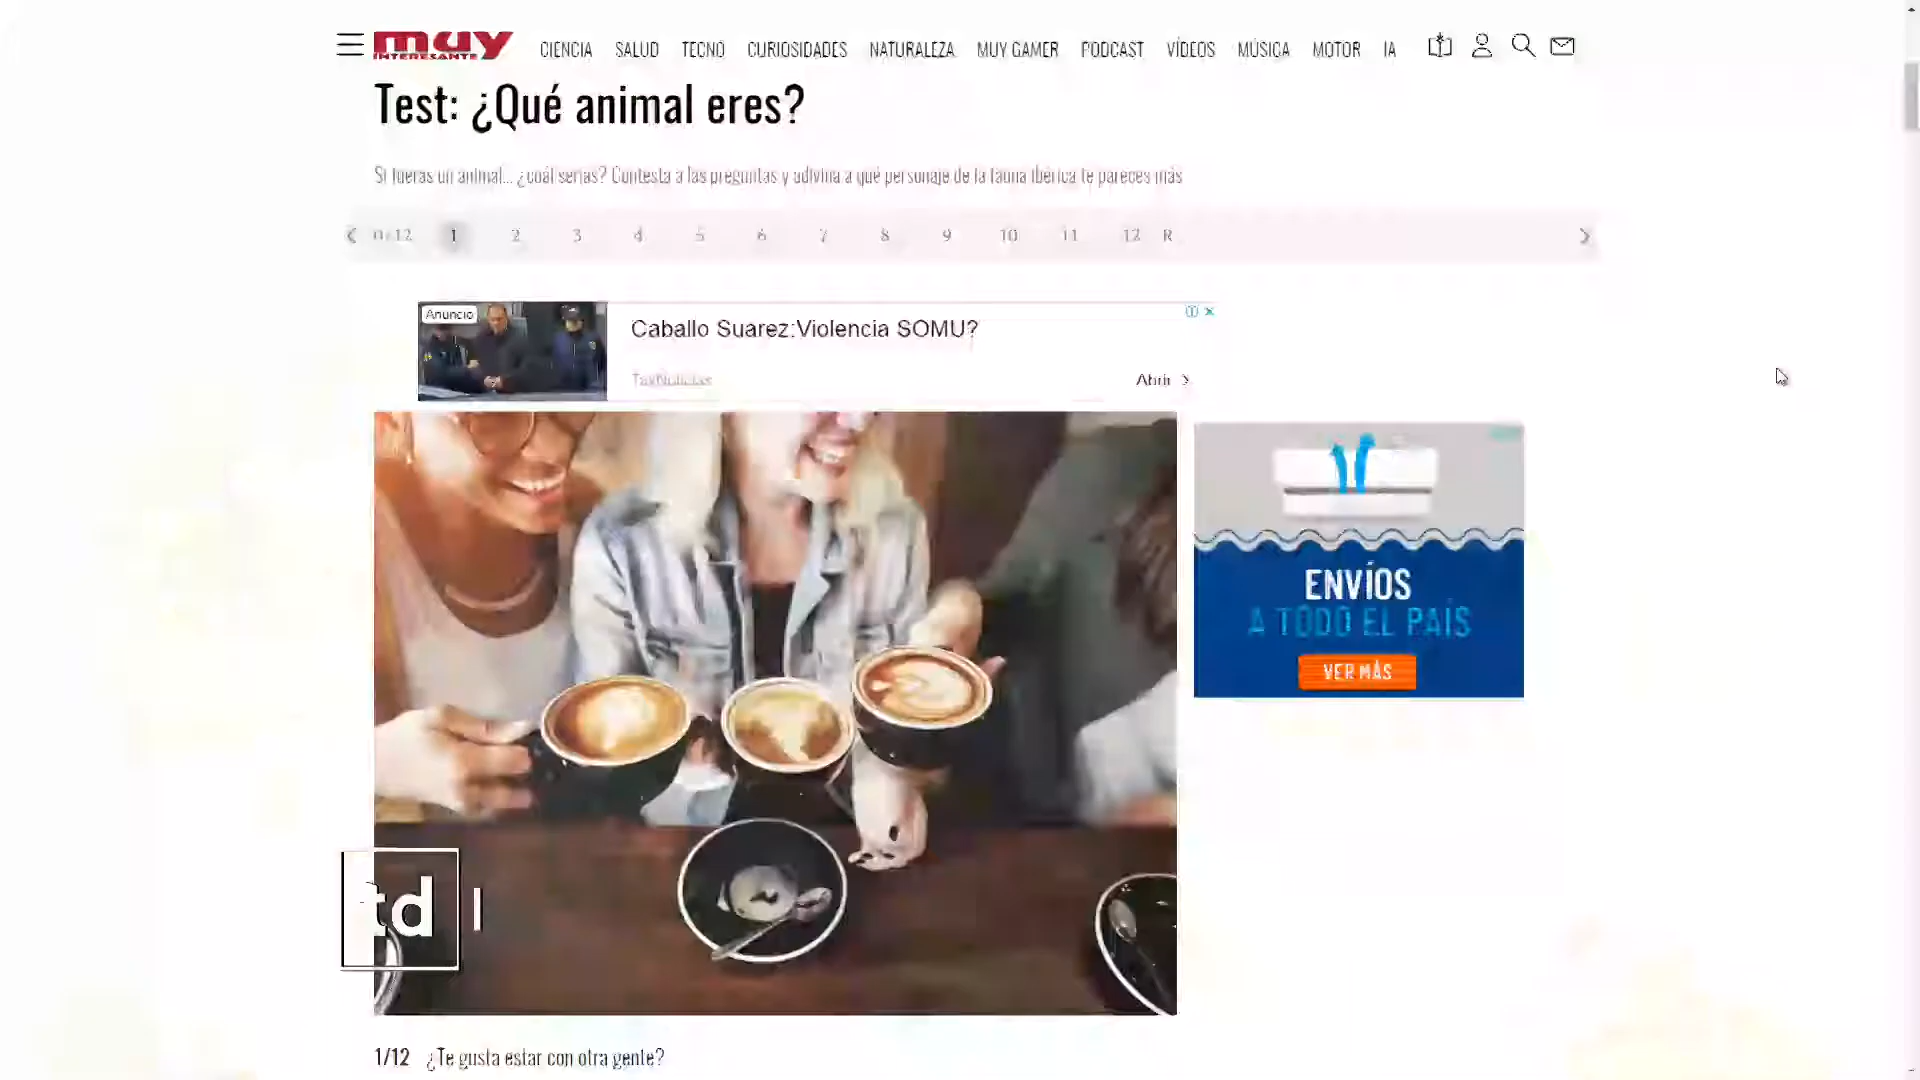 muy
INTERESANTE
CIENCIA SALUD TECNO CURIOSIDADES NATURALEZA MUY GAMER PODCAST VÍDEOS MÚSICA MOTOR IA
Test: ¿Qué animal eres?
Si fueras un animal... ¿cuál serías? Contesta a las preguntas y adivina a qué personaje de la fauna ibérica te pareces más
0/12 1 2 3 4 5 6 7 8 9 10 11 12 R
Anuncio
Caballo Suarez:Violencia SOMU?
Abrir
ENVÍOS
A TODO EL PAÍS
VER MÁS
td
1/12 ¿Te gusta estar con otra gente?